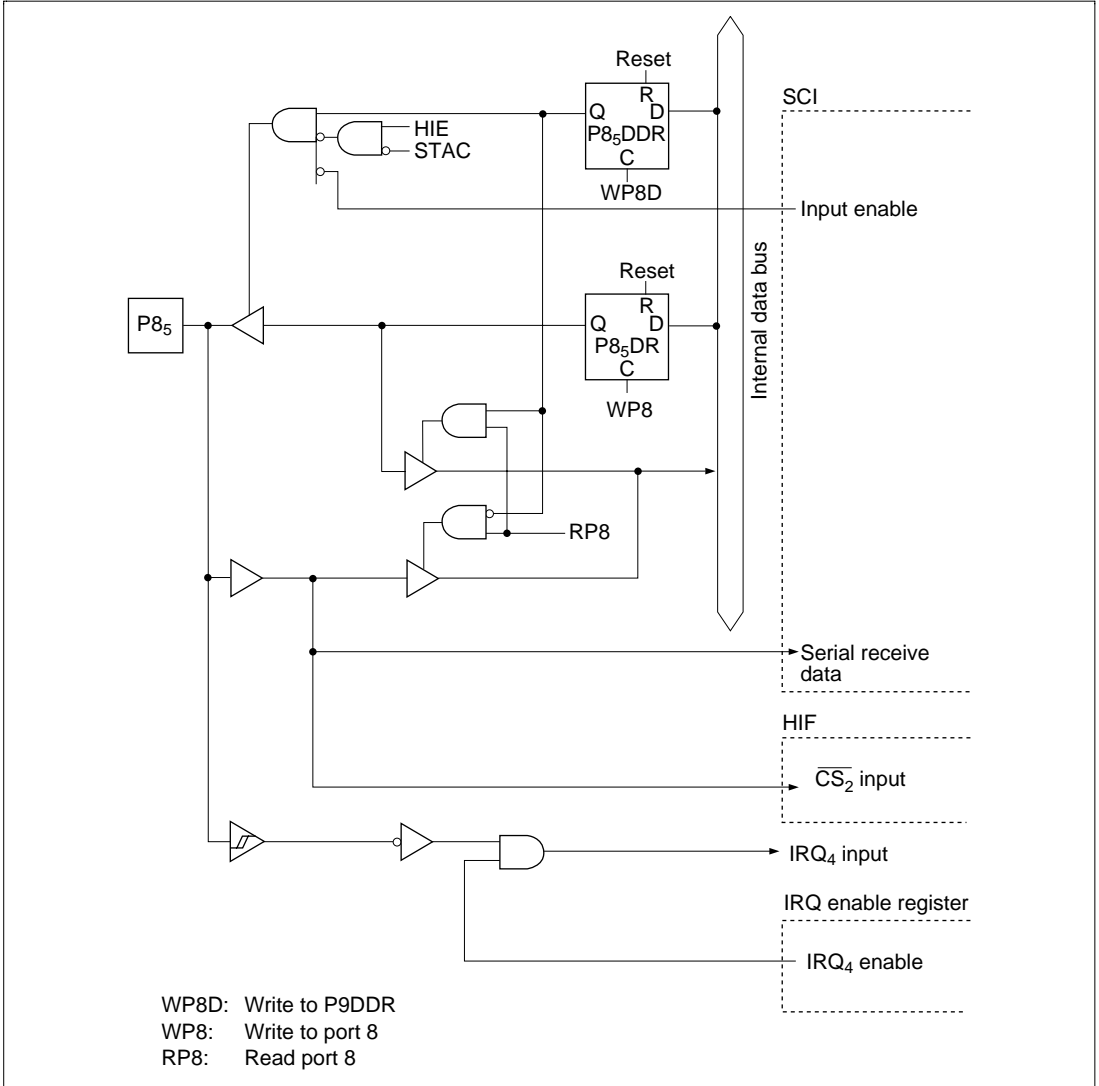 Reset
SCI
R
Q D
HIE
P8₅DDR
STAC
C
WP8D
Input enable
Internal data bus
Reset
P8₅
R
Q D
P8₅DR
C
WP8
RP8
Serial receive
data
HIF
C̅S̅₂̅ input
IRQ₄ input
IRQ enable register
IRQ₄ enable
WP8D: Write to P9DDR
WP8: Write to port 8
RP8: Read port 8